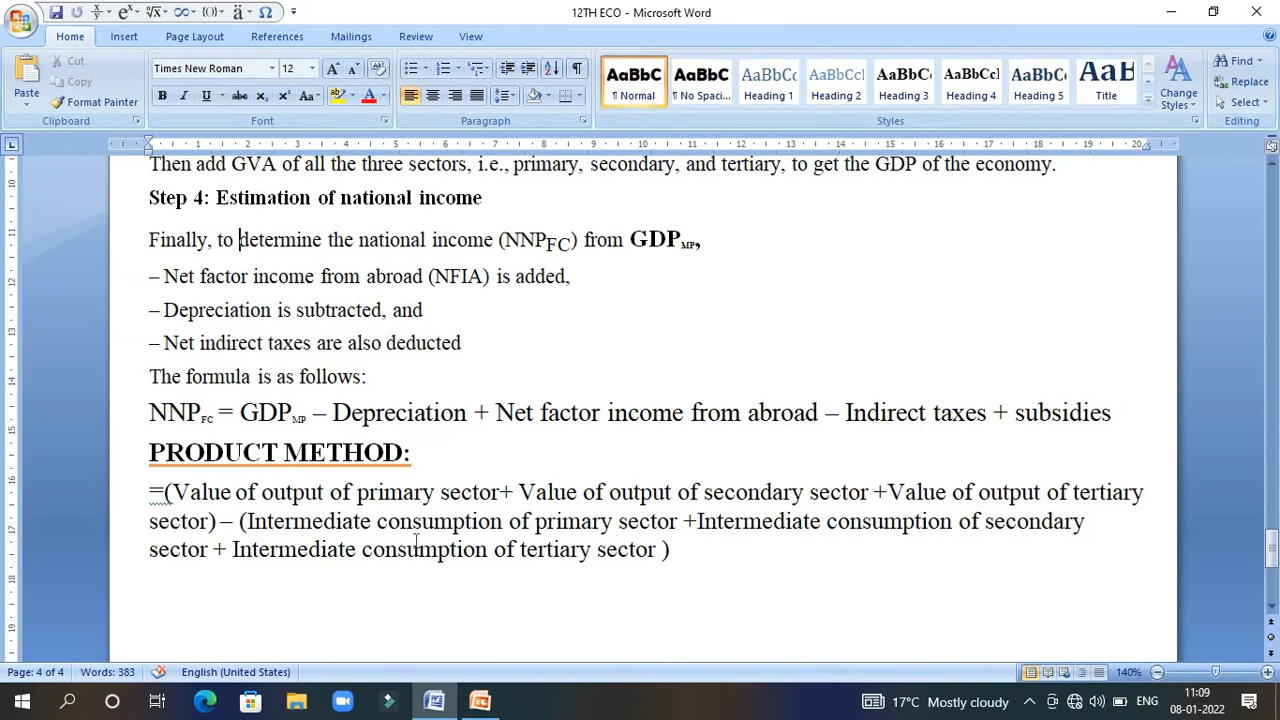 12TH ECO - Microsoft Word
Home Insert Page Layout References Mailings Review View
Cut
Copy
Format Painter
Paste
Clipboard
Times New Roman 12
Font
Paragraph
AaBbC AaBbC AaBbC AaBbCc AaBbCc AaBbCcI AaBbCc AaB
¶ Normal ¶ No Spaci... Heading 1 Heading 2 Heading 3 Heading 4 Heading 5 Title
Change Styles
Styles
Find
Replace
Select
Editing
Then add GVA of all the three sectors, i.e., primary, secondary, and tertiary, to get the GDP of the economy.
Step 4: Estimation of national income
Finally, to determine the national income (NNPFC) from GDPMP,
– Net factor income from abroad (NFIA) is added,
– Depreciation is subtracted, and
– Net indirect taxes are also deducted
The formula is as follows:
NNPFC = GDPMP – Depreciation + Net factor income from abroad – Indirect taxes + subsidies
PRODUCT METHOD:
=(Value of output of primary sector+ Value of output of secondary sector +Value of output of tertiary
sector) – (Intermediate consumption of primary sector +Intermediate consumption of secondary
sector + Intermediate consumption of tertiary sector )
Page: 4 of 4 Words: 383 English (United States) 140%
17°C Mostly cloudy ENG 11:09
08-01-2022